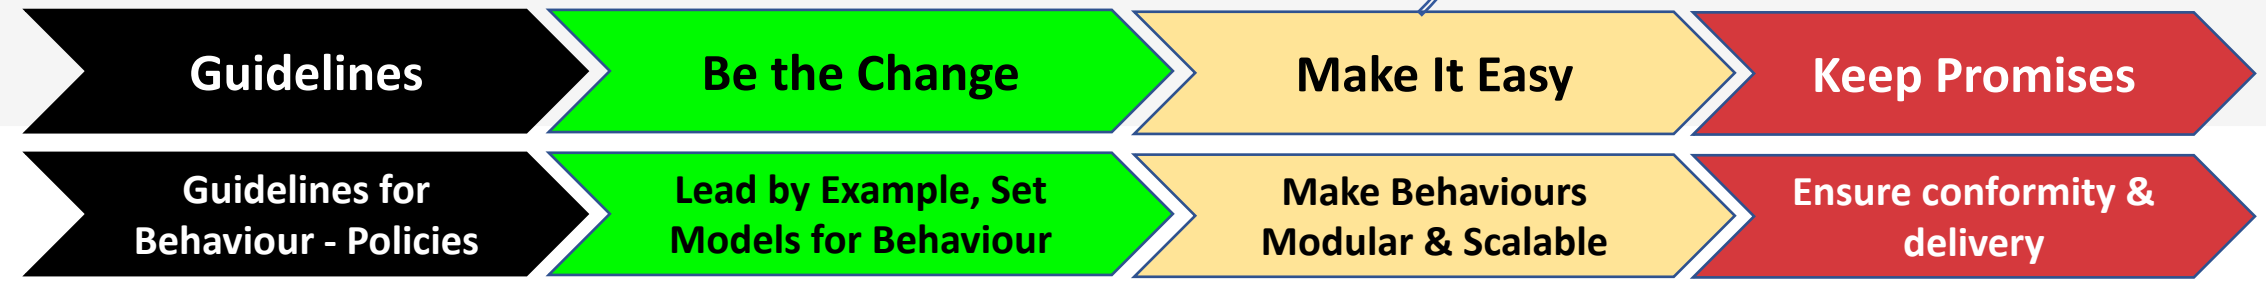 Guidelines
Be the Change
Make It Easy
Keep Promises
Guidelines for
Behaviour - Policies
Lead by Example, Set
Models for Behaviour
Make Behaviours
Modular & Scalable
Ensure conformity &
delivery